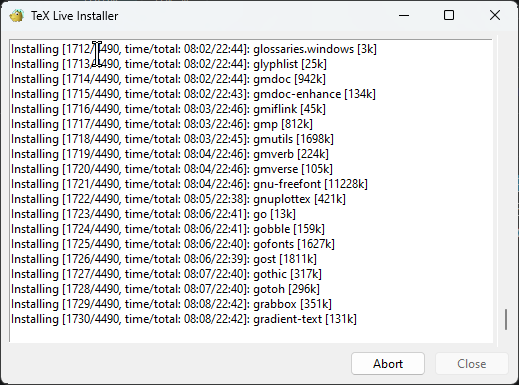 TeX Live Installer
Installing [1712/4490, time/total: 08:02/22:44]: glossaries.windows [3k]
Installing [1713/4490, time/total: 08:02/22:44]: glyphlist [25k]
Installing [1714/4490, time/total: 08:02/22:44]: gmdoc [942k]
Installing [1715/4490, time/total: 08:02/22:43]: gmdoc-enhance [134k]
Installing [1716/4490, time/total: 08:03/22:46]: gmiflink [45k]
Installing [1717/4490, time/total: 08:03/22:46]: gmp [812k]
Installing [1718/4490, time/total: 08:03/22:45]: gmutils [1698k]
Installing [1719/4490, time/total: 08:04/22:46]: gmverb [224k]
Installing [1720/4490, time/total: 08:04/22:46]: gmverse [105k]
Installing [1721/4490, time/total: 08:04/22:46]: gnu-freefont [11228k]
Installing [1722/4490, time/total: 08:05/22:38]: gnuplottex [421k]
Installing [1723/4490, time/total: 08:06/22:41]: go [13k]
Installing [1724/4490, time/total: 08:06/22:41]: gobble [159k]
Installing [1725/4490, time/total: 08:06/22:40]: gofonts [1627k]
Installing [1726/4490, time/total: 08:06/22:39]: gost [1811k]
Installing [1727/4490, time/total: 08:07/22:40]: gothic [317k]
Installing [1728/4490, time/total: 08:07/22:40]: gotoh [296k]
Installing [1729/4490, time/total: 08:08/22:42]: grabbox [351k]
Installing [1730/4490, time/total: 08:08/22:42]: gradient-text [131k]
Abort
Close